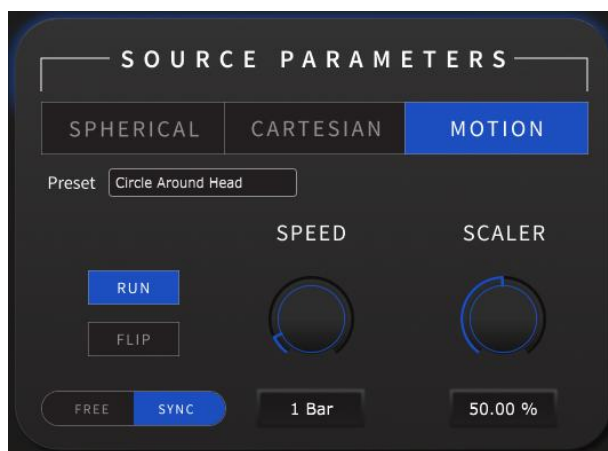 SOURCE PARAMETERS
SPHERICAL CARTESIAN MOTION
Preset Circle Around Head
SPEED SCALER
RUN
FLIP
FREE SYNC 1 Bar 50.00 %